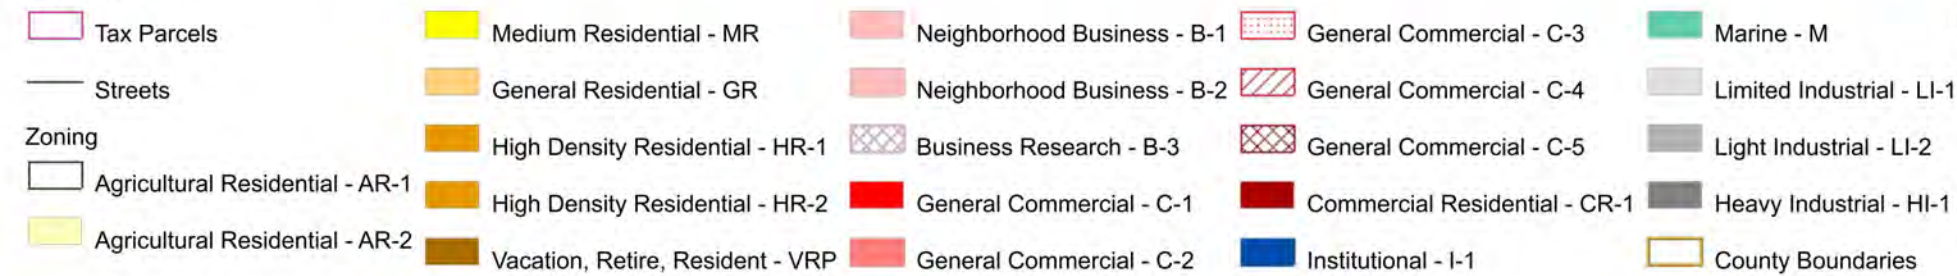 Tax Parcels
Streets
Zoning
Agricultural Residential - AR-1
Agricultural Residential - AR-2
Medium Residential - MR
General Residential - GR
High Density Residential - HR-1
High Density Residential - HR-2
Vacation, Retire, Resident - VRP
Neighborhood Business - B-1
Neighborhood Business - B-2
Business Research - B-3
General Commercial - C-1
General Commercial - C-2
General Commercial - C-3
General Commercial - C-4
General Commercial - C-5
Commercial Residential - CR-1
Institutional - I-1
Marine - M
Limited Industrial - LI-1
Light Industrial - LI-2
Heavy Industrial - HI-1
County Boundaries